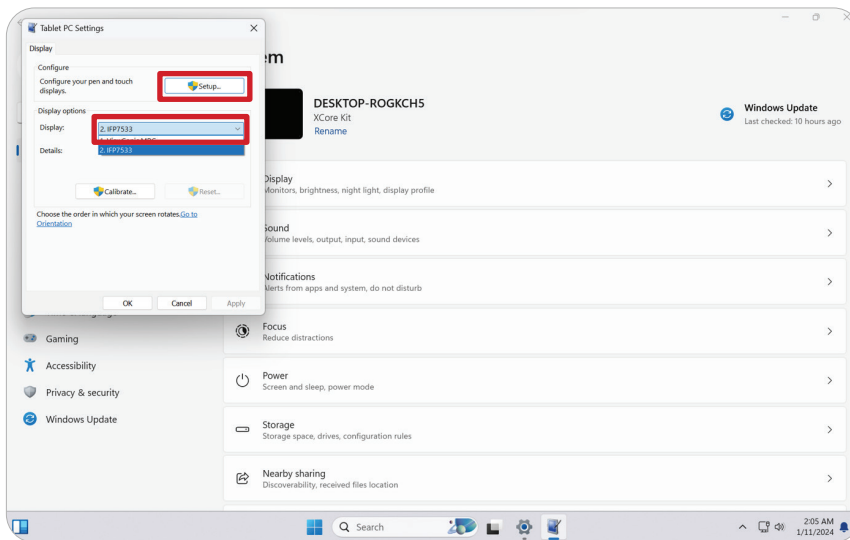 Tablet PC Settings
Display
Configure
Configure your pen and touch
displays.
Setup...
Display options
Display:
2. IFP7533
Details:
2. IFP7533
Calibrate...
Reset...
Choose the order in which your screen rotates.Go to
Orientation
OK
Cancel
Apply
Gaming
Accessibility
Privacy & security
Windows Update
em
DESKTOP-ROGKCH5
XCore Kit
Rename
Windows Update
Last checked: 10 hours ago
Display
Monitors, brightness, night light, display profile
Sound
Volume levels, output, input, sound devices
Notifications
Alerts from apps and system, do not disturb
Focus
Reduce distractions
Power
Screen and sleep, power mode
Storage
Storage space, drives, configuration rules
Nearby sharing
Discoverability, received files location
Search
2:05 AM
1/11/2024